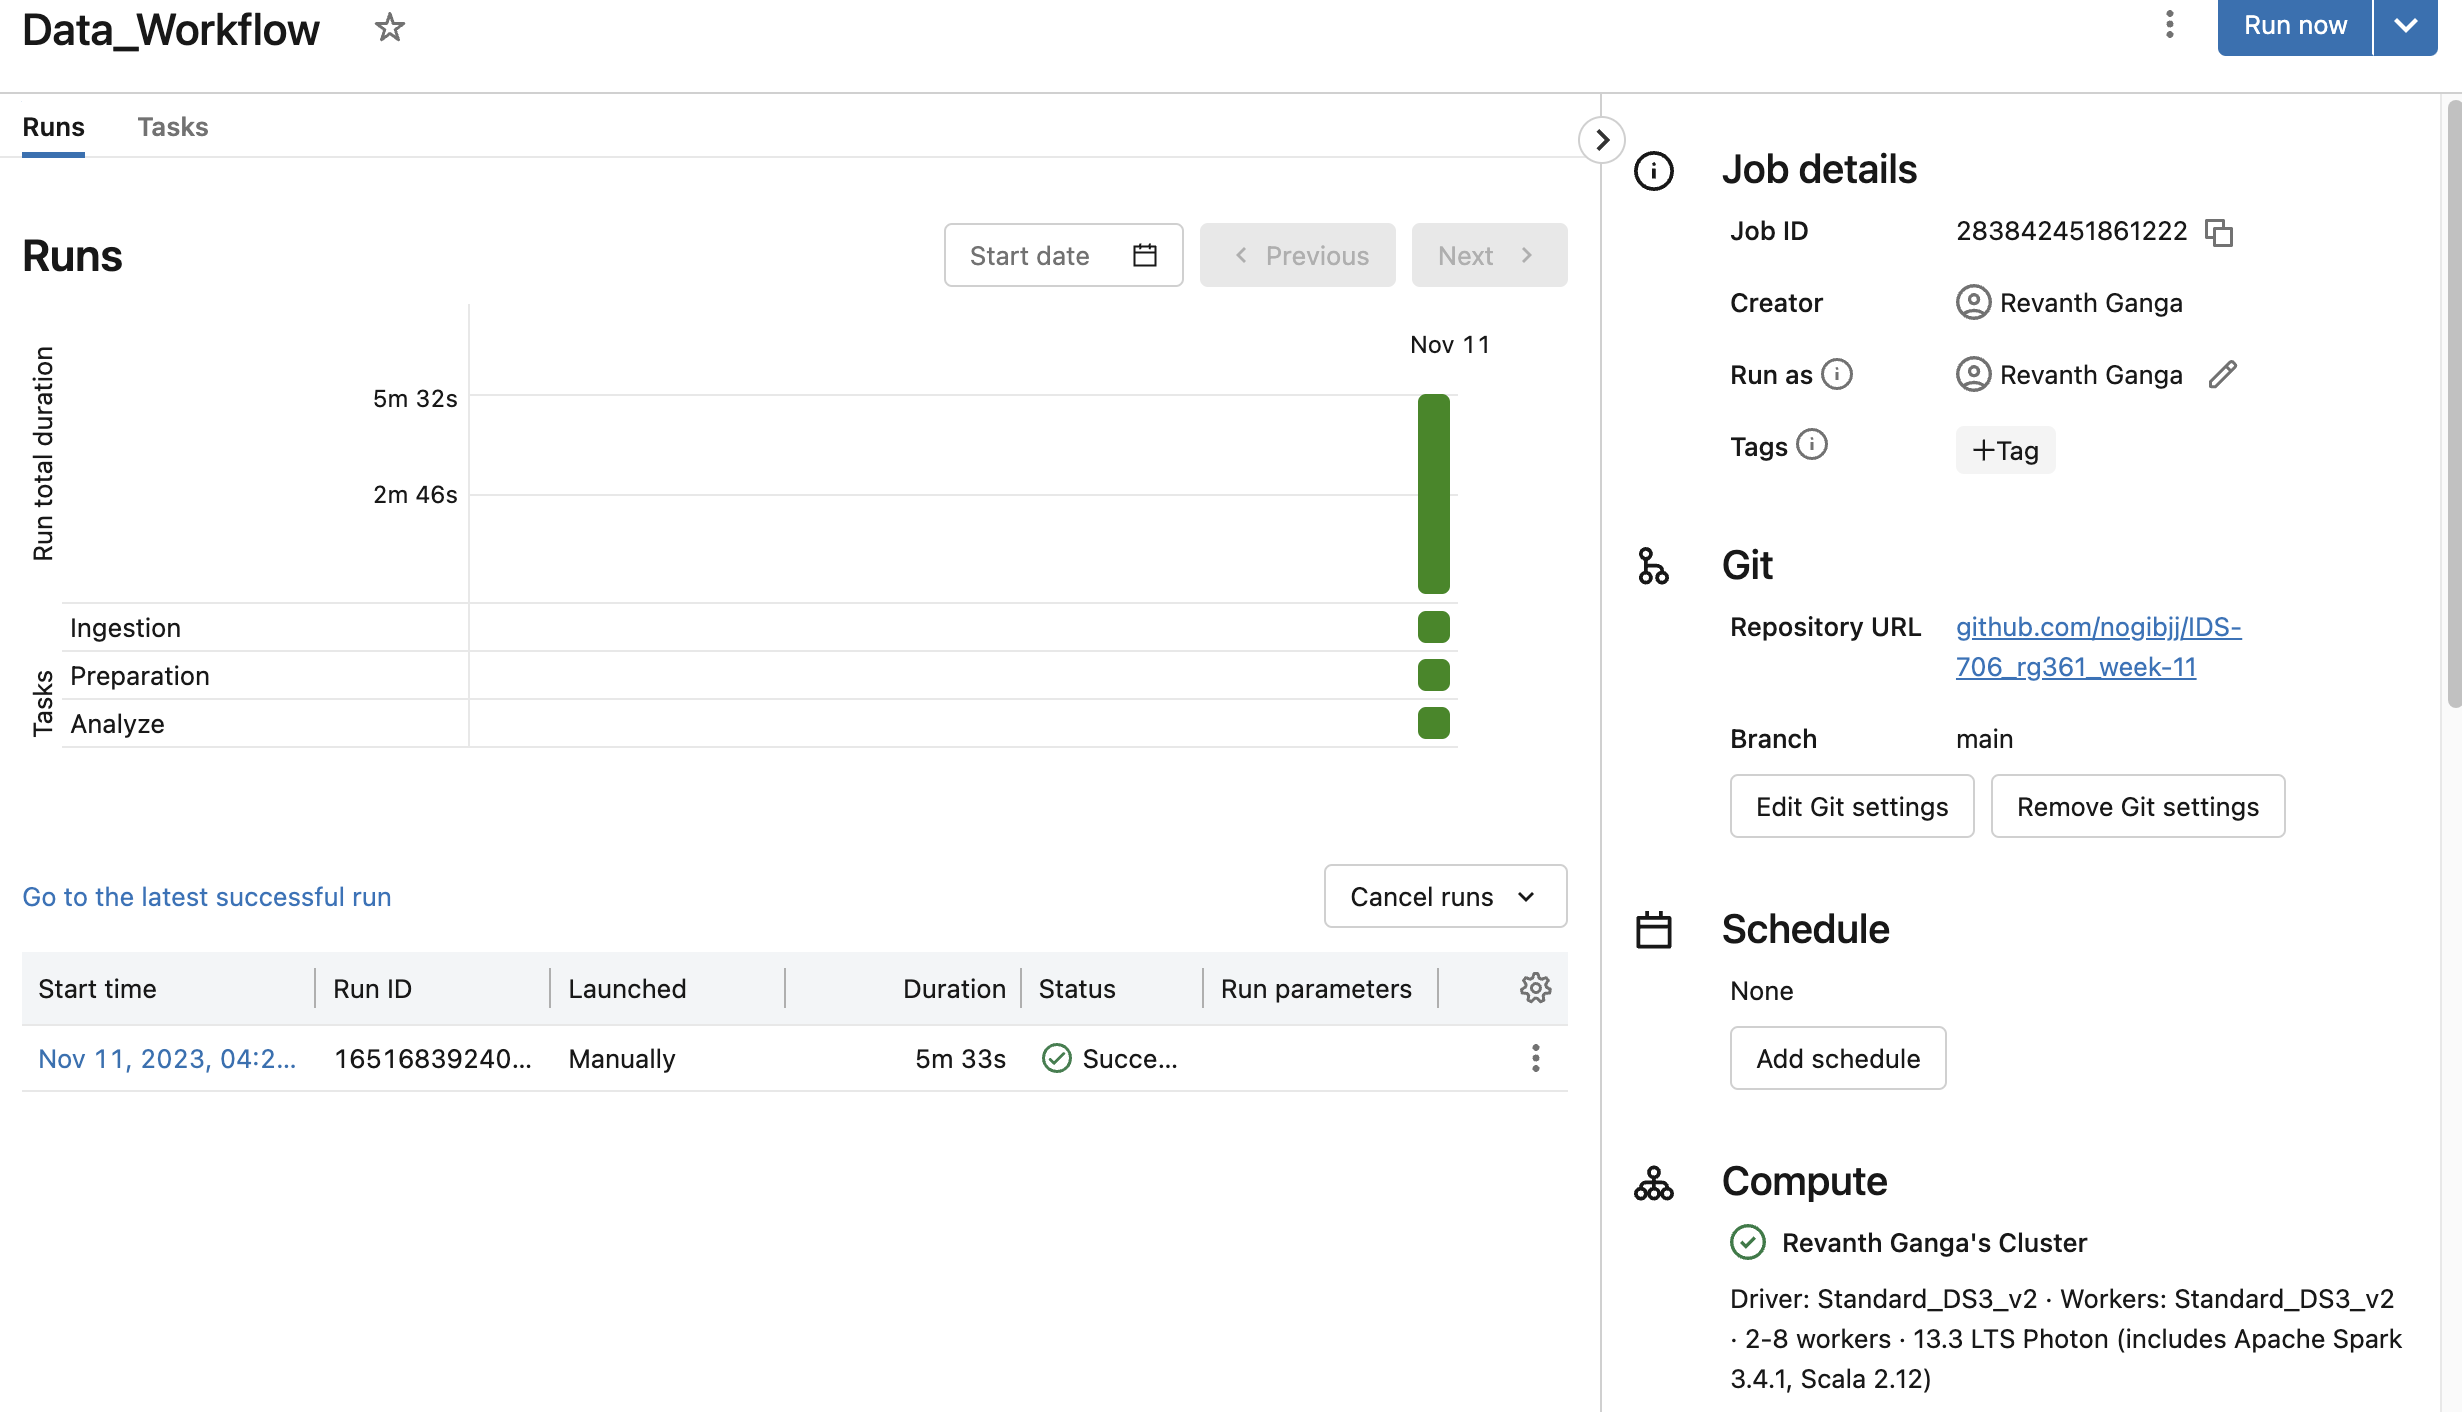 Data_Workflow
Run now
Runs
Tasks
Runs
Start date
Previous
Next
Nov 11
Run total duration
5m 32s
2m 46s
Tasks
Ingestion
Preparation
Analyze
Go to the latest successful run
Cancel runs
Start time Run ID Launched Duration Status Run parameters
Nov 11, 2023, 04:2... 16516839240... Manually 5m 33s Succe...
Job details
Job ID 283842451861222
Creator Revanth Ganga
Run as Revanth Ganga
Tags +Tag
Git
Repository URL github.com/nogibjj/IDS-
706_rg361_week-11
Branch main
Edit Git settings Remove Git settings
Schedule
None
Add schedule
Compute
Revanth Ganga's Cluster
Driver: Standard_DS3_v2 · Workers: Standard_DS3_v2
· 2-8 workers · 13.3 LTS Photon (includes Apache Spark
3.4.1, Scala 2.12)